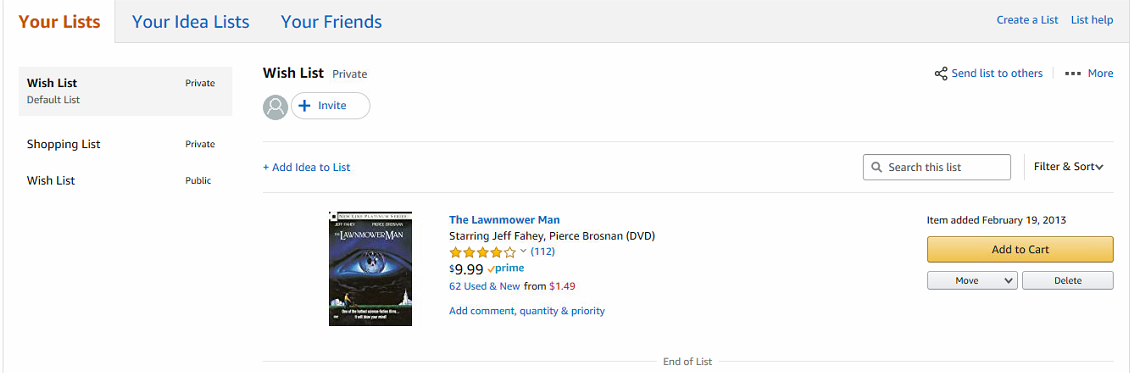 Your Lists
Your Idea Lists
Your Friends
Create a List
List help
Wish List
Private
Default List
Shopping List
Private
Wish List
Public
Wish List Private
Send list to others
More
Invite
+ Add Idea to List
Search this list
Filter & Sort
NEW LINE PLATINUM SERIES
JEFF FAHEY PIERCE BROSNAN
THE LAWNMOWER MAN
One of the hottest science fiction films...
It will blow your mind!
The Lawnmower Man
Starring Jeff Fahey, Pierce Brosnan (DVD)
(112)
$9.99 prime
62 Used & New from $1.49
Add comment, quantity & priority
Item added February 19, 2013
Add to Cart
Move
Delete
End of List